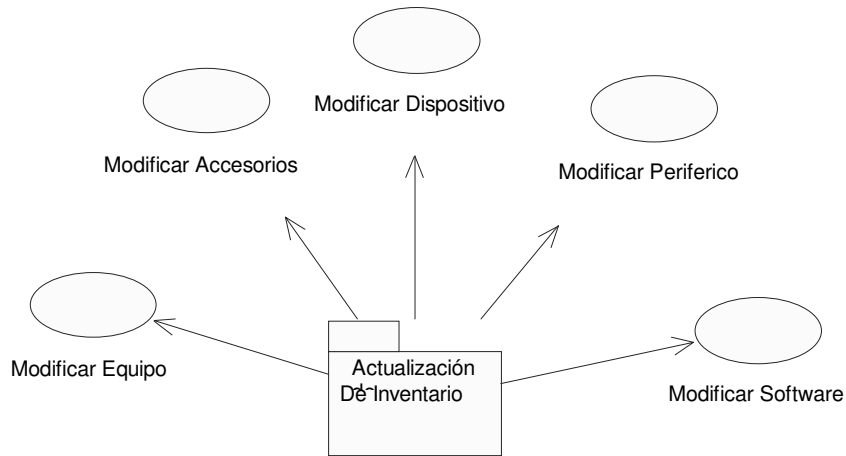 Modificar Dispositivo
Modificar Accesorios
Modificar Periferico
Modificar Equipo
Actualización
De Inventario
Modificar Software